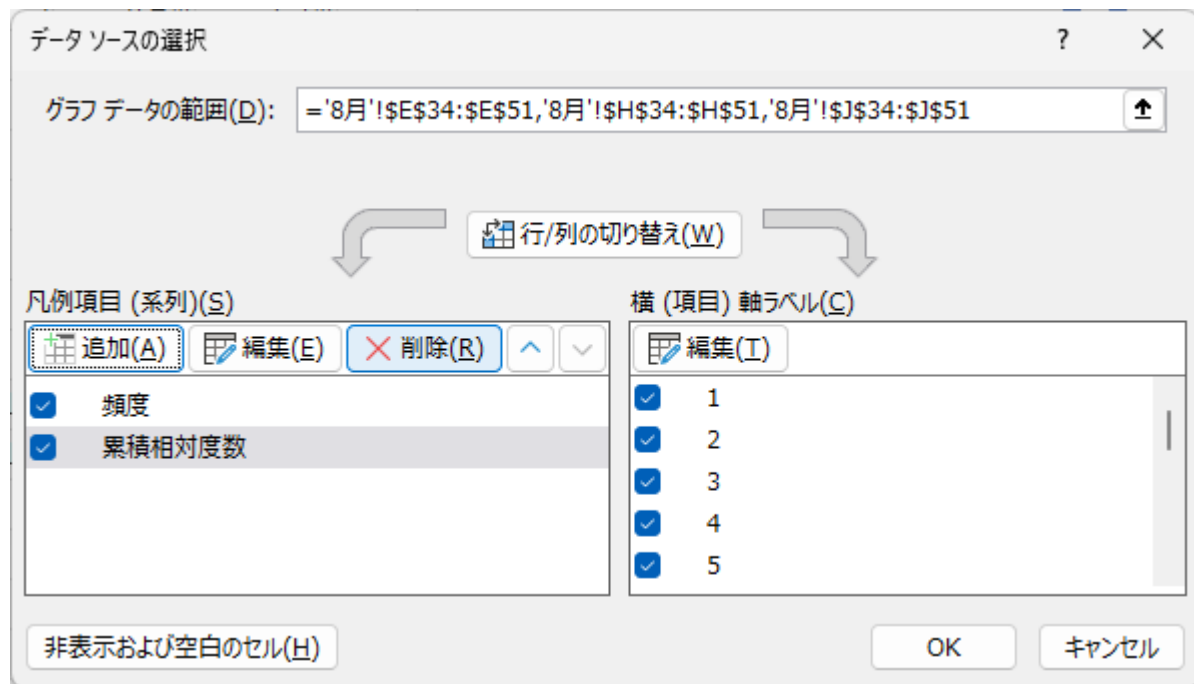 データ ソースの選択
?
グラフ データの範囲(D):
='8月'!$E$34:$E$51,'8月'!$H$34:$H$51,'8月'!$J$34:$J$51
行/列の切り替え(W)
凡例項目 (系列)(S)
横 (項目) 軸ラベル(C)
追加(A)
編集(E)
削除(R)
編集(T)
頻度
累積相対度数
1
2
3
4
5
非表示および空白のセル(H)
OK
キャンセル